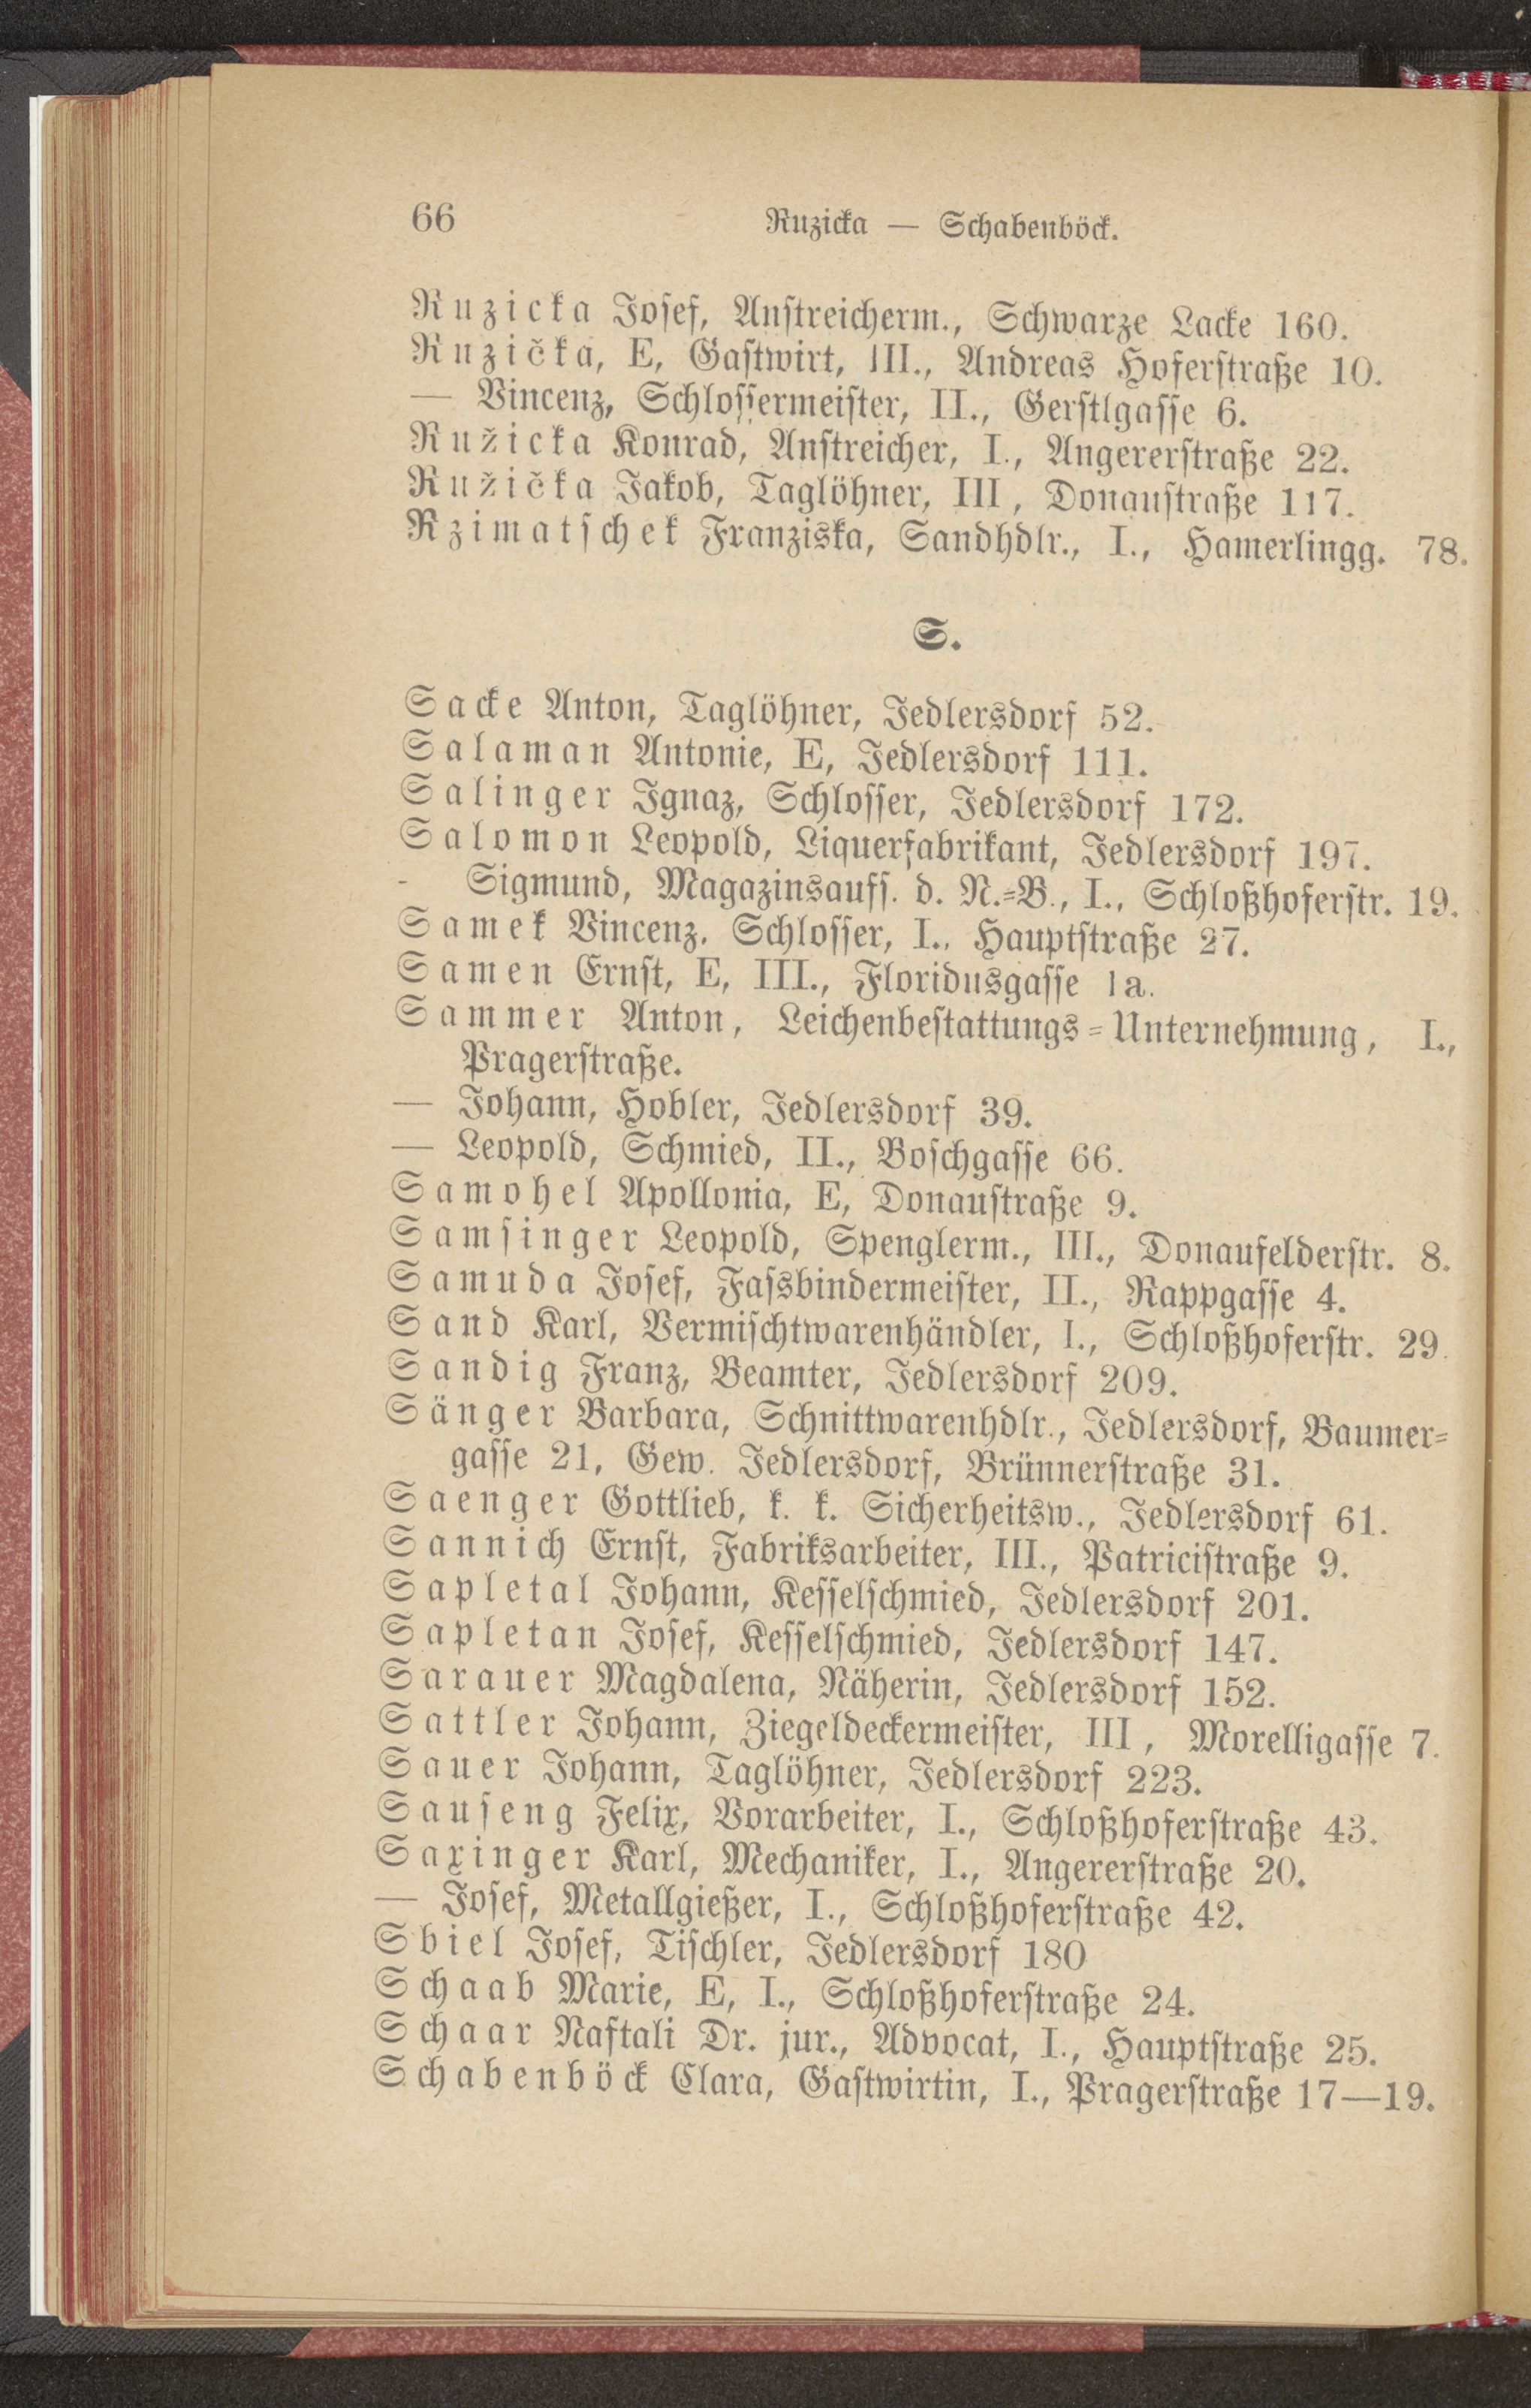 66
Ruzicka — Schabenböck.
Ruzicka Josef, Anstreicherm., Schwarze Lacke 160.
Ruzička, E, Gastwirt, III., Andreas Hoferstraße 10.
— Vincenz, Schlossermeister, II., Gerstlgasse 6.
Ružicka Konrad, Anstreicher, I., Angererstraße 22.
Ružička Jakob, Taglöhner, III, Donaustraße 117.
Rzimatschek Franziska, Sandhdlr., I., Hamerlingg. 78.
S.
Sacke Anton, Taglöhner, Jedlersdorf 52.
Salaman Antonie, E, Jedlersdorf 111.
Salinger Ignaz, Schlosser, Jedlersdorf 172.
Salomon Leopold, Liquerfabrikant, Jedlersdorf 197.
- Sigmund, Magazinsaufs. d. N.=B., I., Schloßhoferstr. 19.
Samek Vincenz. Schlosser, I., Hauptstraße 27.
Samen Ernst, E, III., Floridusgasse 1a.
Sammer Anton, Leichenbestattungs=Unternehmung, I.,
Pragerstraße.
— Johann, Hobler, Jedlersdorf 39.
— Leopold, Schmied, II., Boschgasse 66.
Samohel Apollonia, E, Donaustraße 9.
Samsinger Leopold, Spenglerm., III., Donaufelderstr. 8.
Samuda Josef, Fassbindermeister, II., Rappgasse 4.
Sand Karl, Vermischtwarenhändler, I., Schloßhoferstr. 29.
Sandig Franz, Beamter, Jedlersdorf 209.
Sänger Barbara, Schnittwarenhdlr., Jedlersdorf, Baumer=
gasse 21, Gew. Jedlersdorf, Brünnerstraße 31.
Saenger Gottlieb, k. k. Sicherheitsw., Jedlersdorf 61.
Sannich Ernst, Fabriksarbeiter, III., Patricistraße 9.
Sapletal Johann, Kesselschmied, Jedlersdorf 201.
Sapletan Josef, Kesselschmied, Jedlersdorf 147.
Sarauer Magdalena, Näherin, Jedlersdorf 152.
Sattler Johann, Ziegeldeckermeister, III, Morelligasse 7.
Sauer Johann, Taglöhner, Jedlersdorf 223.
Sauseng Felix, Vorarbeiter, I., Schloßhoferstraße 43.
Saxinger Karl, Mechaniker, I., Angererstraße 20.
— Josef, Metallgießer, I., Schloßhoferstraße 42.
Sbiel Josef, Tischler, Jedlersdorf 180
Schaab Marie, E, I., Schloßhoferstraße 24.
Schaar Naftali Dr. jur., Advocat, I., Hauptstraße 25.
Schabenböck Clara, Gastwirtin, I., Pragerstraße 17—19.